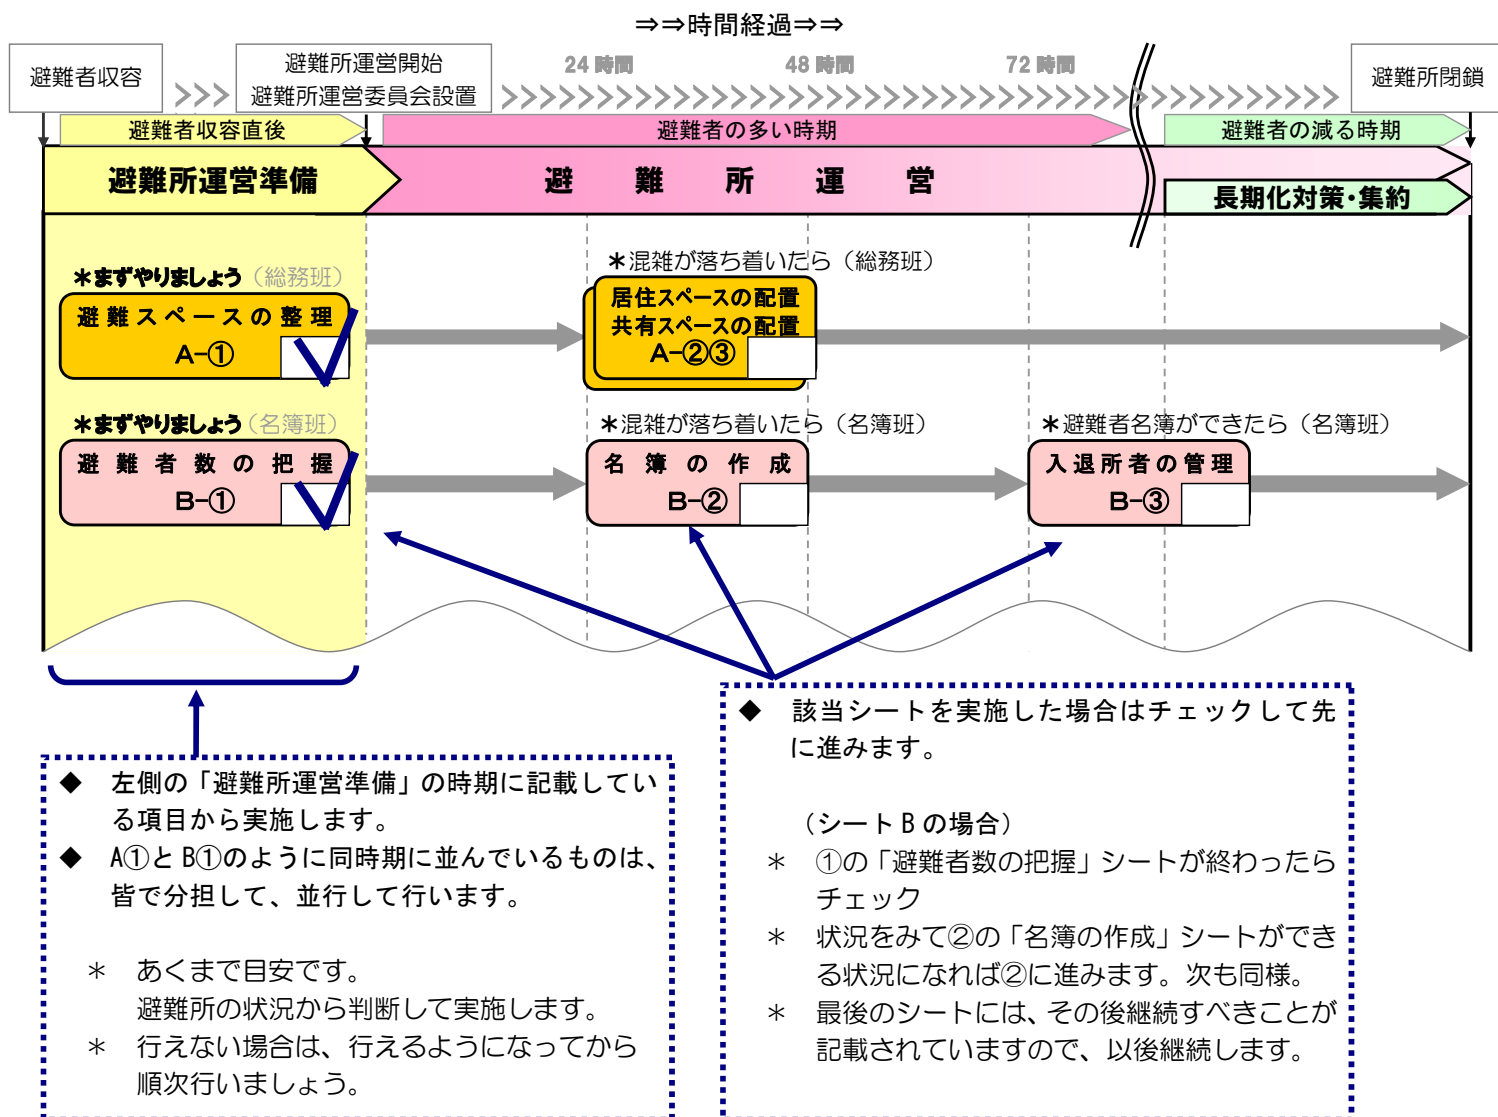 ⇒⇒時間経過⇒⇒
避難者収容
避難所運営開始
避難所運営委員会設置
24 時間
48 時間
72 時間
避難所閉鎖
避難者収容直後
避難者の多い時期
避難者の減る時期
避難所運営準備
避難所運営
長期化対策・集約
＊まずやりましょう（総務班）
避難スペースの整理
A-①
＊混雑が落ち着いたら（総務班）
居住スペースの配置
共有スペースの配置
A-②③
＊まずやりましょう（名簿班）
避難者数の把握
B-①
＊混雑が落ち着いたら（名簿班）
名簿の作成
B-②
＊避難者名簿ができたら（名簿班）
入退所者の管理
B-③
◆ 左側の「避難所運営準備」の時期に記載してい
る項目から実施します。
◆ A①とB①のように同時期に並んでいるものは、
皆で分担して、並行して行います。
＊ あくまで目安です。
避難所の状況から判断して実施します。
＊ 行えない場合は、行えるようになってから
順次行いましょう。
◆ 該当シートを実施した場合はチェックして先
に進みます。
（シートBの場合）
＊ ①の「避難者数の把握」シートが終わったら
チェック
＊ 状況をみて②の「名簿の作成」シートができ
る状況になれば②に進みます。次も同様。
＊ 最後のシートには、その後継続すべきことが
記載されていますので、以後継続します。